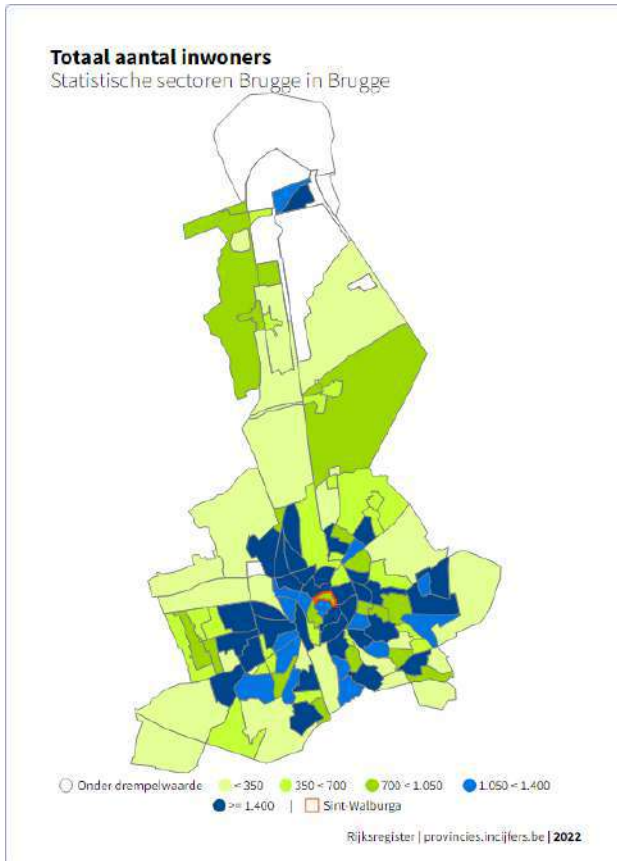 Totaal aantal inwoners
Statistische sectoren Brugge in Brugge
Onder drempelwaarde < 350 350 < 700 700 < 1.050 1.050 < 1.400
>= 1.400 | Sint-Walburga
Rijksregister | provincies.incijfers.be | 2022